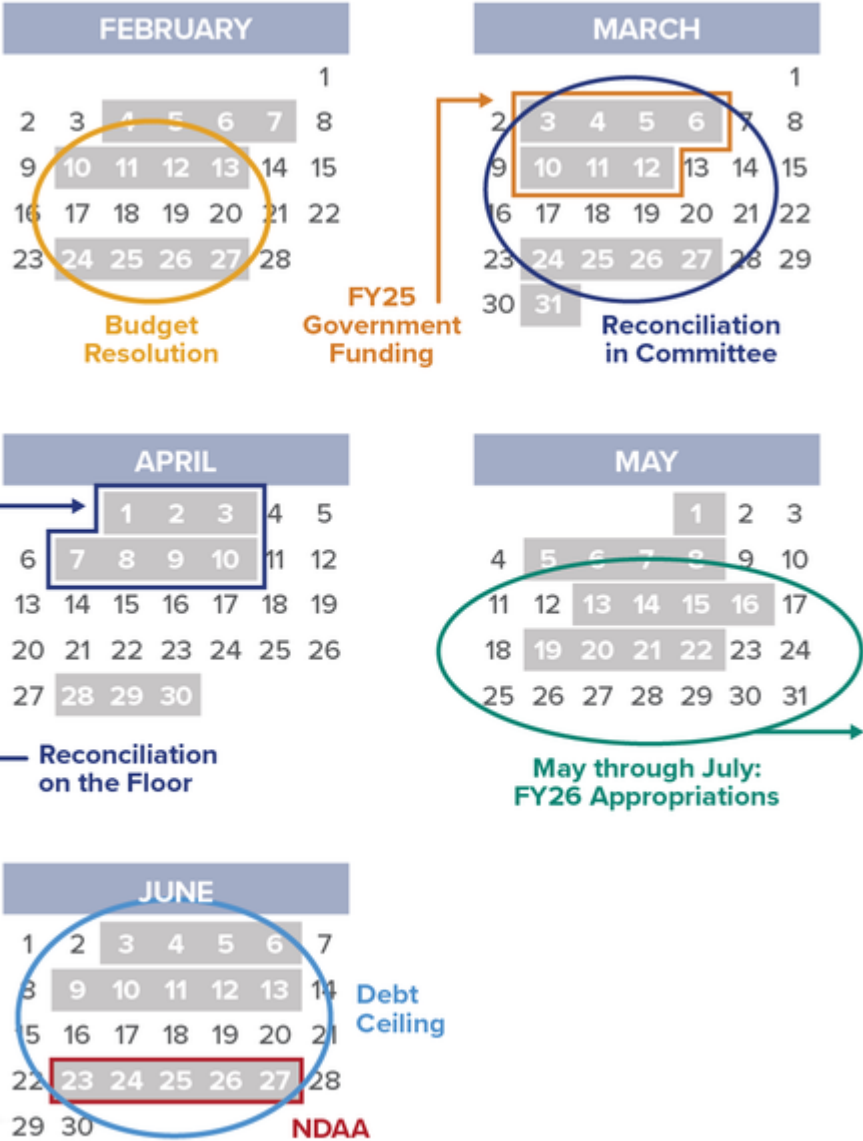 FEBRUARY
1
2 3 4 5 6 7 8
9 10 11 12 13 14 15
16 17 18 19 20 21 22
23 24 25 26 27 28
Budget
Resolution
MARCH
1
2 3 4 5 6 7 8
9 10 11 12 13 14 15
16 17 18 19 20 21 22
23 24 25 26 27 28 29
30 31
FY25
Government
Funding
Reconciliation
in Committee
APRIL
1 2 3 4 5
6 7 8 9 10 11 12
13 14 15 16 17 18 19
20 21 22 23 24 25 26
27 28 29 30
Reconciliation
on the Floor
MAY
1 2 3
4 5 6 7 8 9 10
11 12 13 14 15 16 17
18 19 20 21 22 23 24
25 26 27 28 29 30 31
May through July:
FY26 Appropriations
JUNE
1 2 3 4 5 6 7
8 9 10 11 12 13 14
15 16 17 18 19 20 21
22 23 24 25 26 27 28
29 30
Debt
Ceiling
NDAA